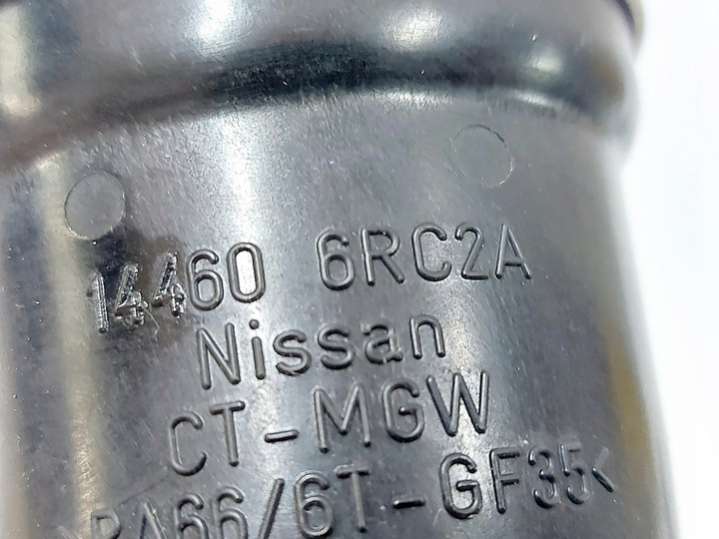 14460 6RC2A
Nissan
CT-MGW
>PA66/6T-GF35<